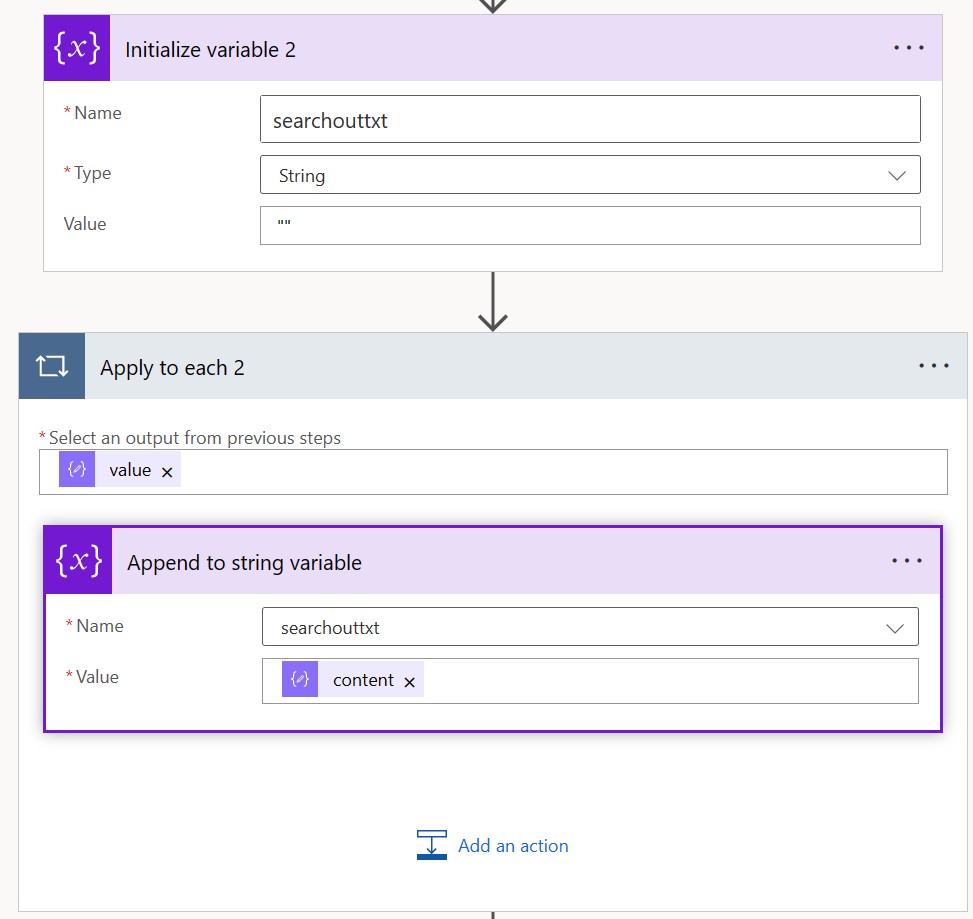 {x} Initialize variable 2 ...
* Name searchouttxt
* Type String
Value ""
Apply to each 2 ...
* Select an output from previous steps
value ×
{x} Append to string variable ...
* Name searchouttxt
* Value content ×
Add an action